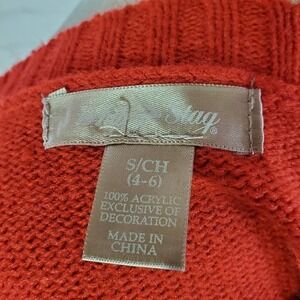 Stag®
S/CH
(4-6)
100% ACRYLIC
EXCLUSIVE OF
DECORATION
MADE IN
CHINA